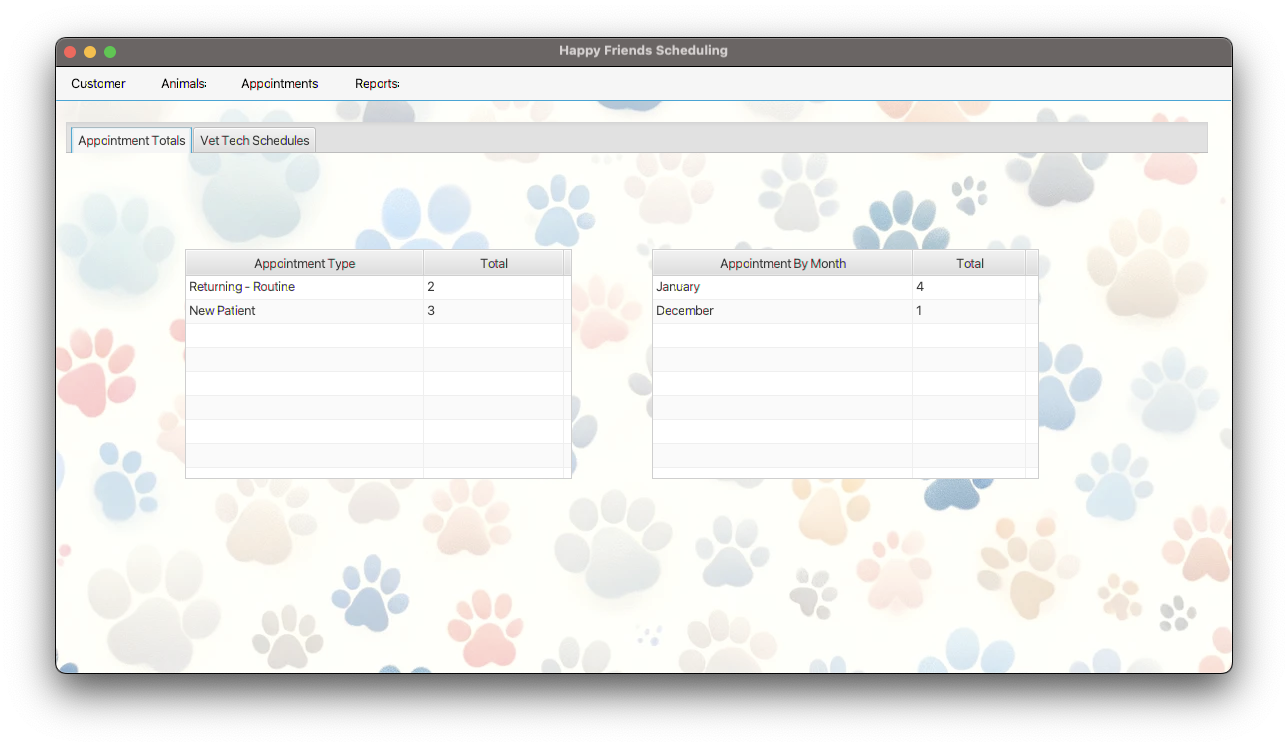 Happy Friends Scheduling
Customer Animals: Appointments Reports:
Appointment Totals Vet Tech Schedules
Appointment Type Total
Returning - Routine 2
New Patient 3
Appointment By Month Total
January 4
December 1